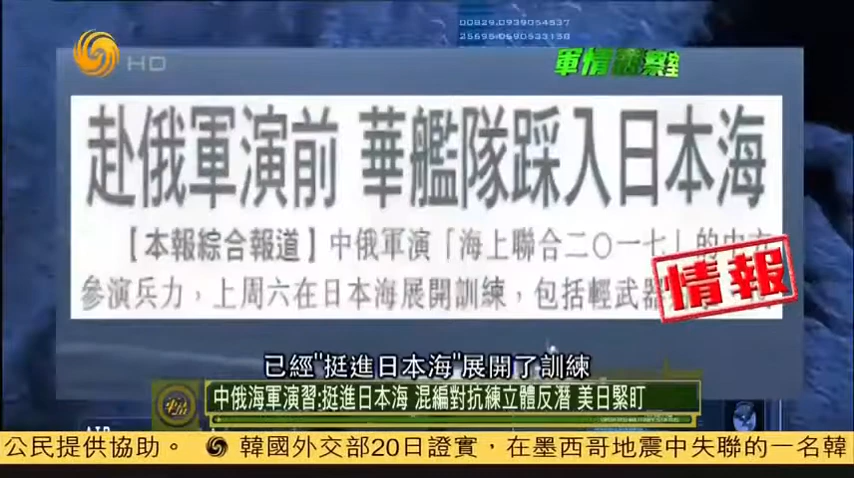 00829.0939054537
25695.0590533158
HD
軍情觀察室
赴俄軍演前 華艦隊踩入日本海
【本報綜合報道】中俄軍演「海上聯合二〇一七」的中方
參演兵力,上周六在日本海展開訓練,包括輕武器
情報
已經"挺進日本海"展開了訓練
中俄海軍演習:挺進日本海 混編對抗練立體反潛 美日緊盯
公民提供協助。 韓國外交部20日證實,在墨西哥地震中失聯的一名韓